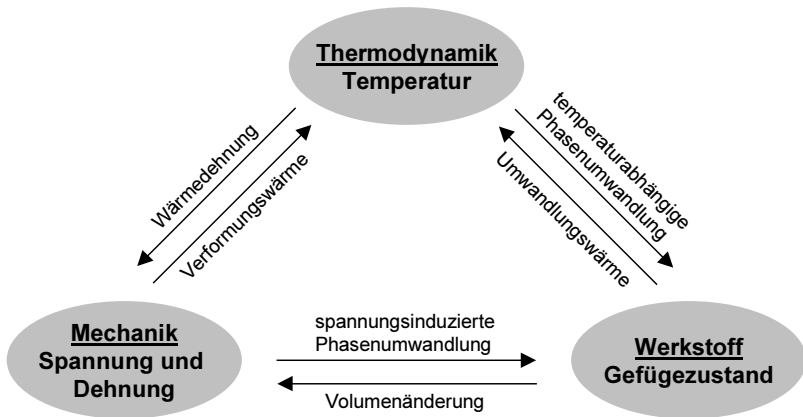 Thermodynamik
Temperatur
Wärmedehnung
Verformungswärme
temperaturabhängige
Phasenumwandlung
Umwandlungswärme
Mechanik
Spannung und
Dehnung
spannungsinduzierte
Phasenumwandlung
Volumenänderung
Werkstoff
Gefügezustand